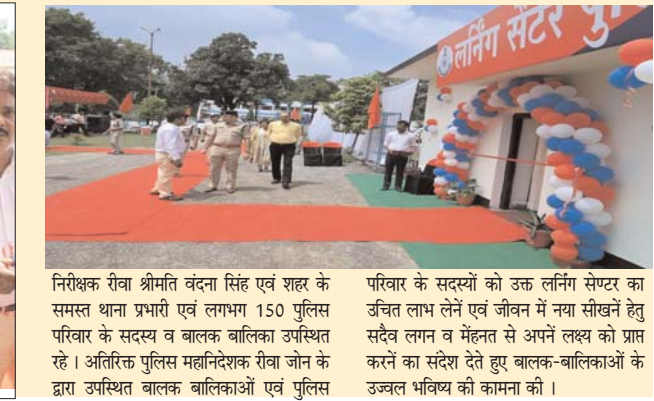 लर्निंग सेंटर
निरीक्षक रीवा श्रीमति वंदना सिंह एवं शहर के
समस्त थाना प्रभारी एवं लगभग 150 पुलिस
परिवार के सदस्य व बालक बालिका उपस्थित
रहे । अतिरिक्त पुलिस महानिदेशक रीवा जोन के
द्वारा उपस्थित बालक बालिकाओं एवं पुलिस
परिवार के सदस्यों को उक्त लर्निंग सेण्टर का
उचित लाभ लेनें एवं जीवन में नया सीखनें हेतु
सदैव लगन व मेंहनत से अपनें लक्ष्य को प्राप्त
करनें का संदेश देते हुए बालक-बालिकाओं के
उज्वल भविष्य की कामना की ।